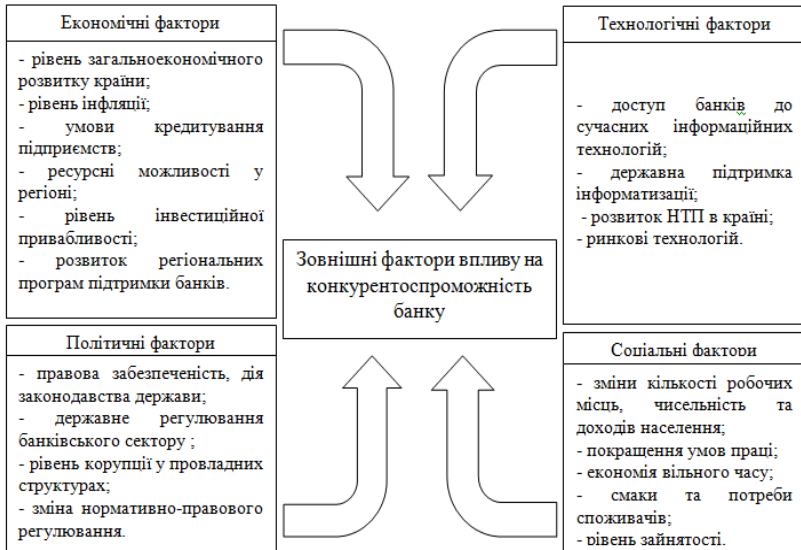 Економічні фактори
- рівень загальноекономічного
розвитку країни;
- рівень інфляції;
- умови кредитування
підприємств;
- ресурсні можливості у
регіоні;
- рівень інвестиційної
привабливості;
- розвиток регіональних
програм підтримки банків.
Технологічні фактори
- доступ банків до
сучасних інформаційних
технологій;
- державна підтримка
інформатизації;
- розвиток НТП в країні;
- ринкові технологій.
Зовнішні фактори впливу на
конкурентоспроможність
банку
Політичні фактори
- правова забезпеченість, дія
законодавства держави;
- державне регулювання
банківського сектору ;
- рівень корупції у провладних
структурах;
- зміна нормативно-правового
регулювання.
Соціальні фактори
- зміни кількості робочих
місць, чисельність та
доходів населення;
- покращення умов праці;
- економія вільного часу;
- смаки та потреби
споживачів;
- рівень зайнятості.